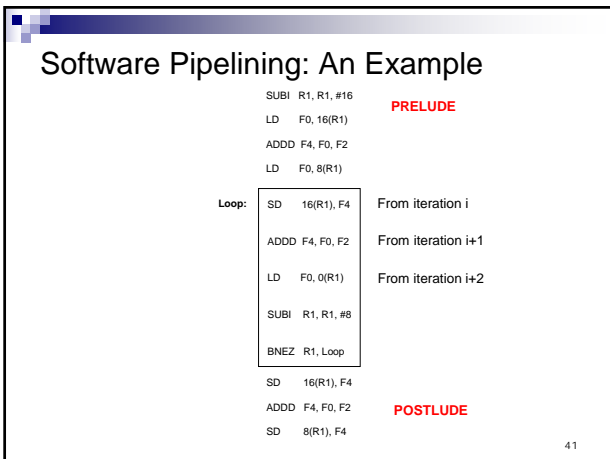 Software Pipelining: An Example
SUBI R1, R1, #16
PRELUDE
LD F0, 16(R1)
ADDD F4, F0, F2
LD F0, 8(R1)
Loop: SD 16(R1), F4 From iteration i
ADDD F4, F0, F2 From iteration i+1
LD F0, 0(R1) From iteration i+2
SUBI R1, R1, #8
BNEZ R1, Loop
SD 16(R1), F4
ADDD F4, F0, F2 POSTLUDE
SD 8(R1), F4
41